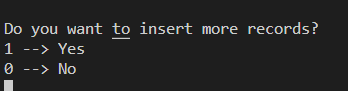 Do you want to insert more records?
1 --> Yes
0 --> No